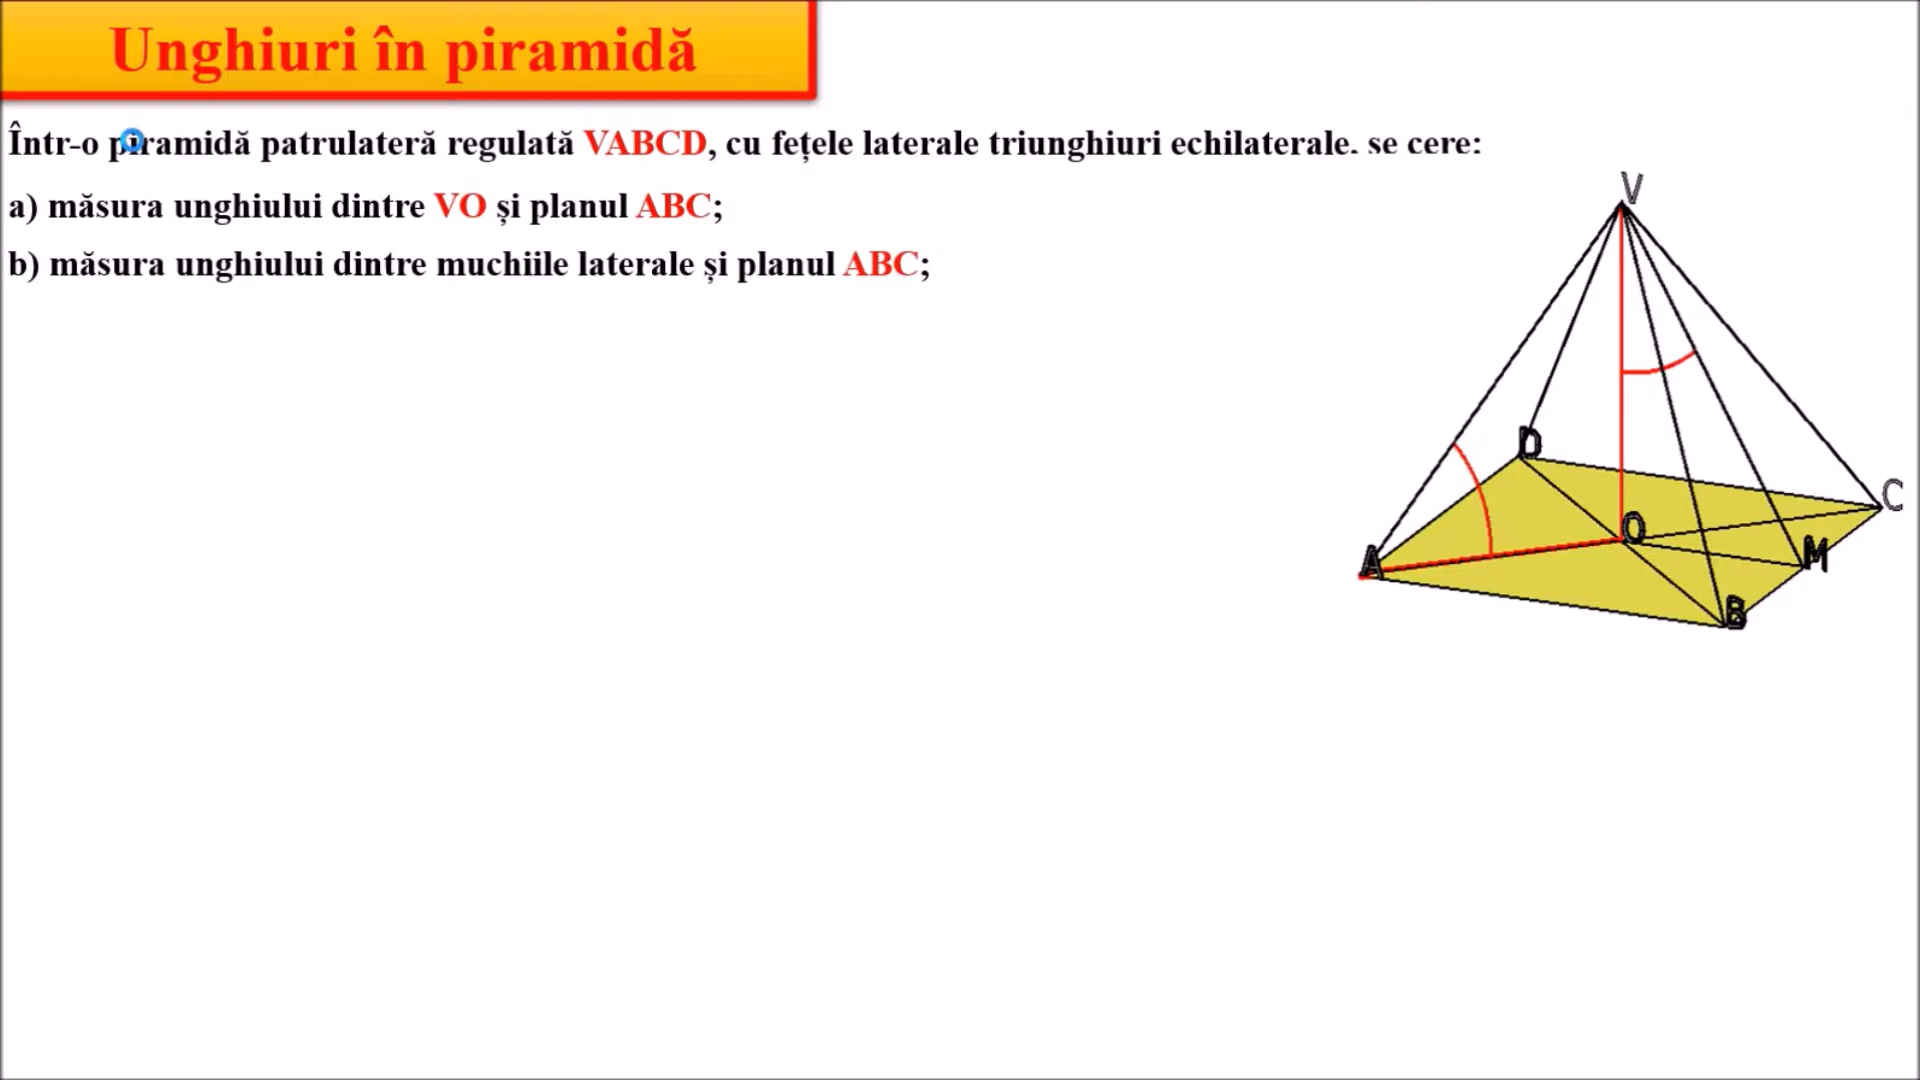 Unghiuri în piramidă
Într-o piramidă patrulateră regulată VABCD, cu fețele laterale triunghiuri echilaterale, se cere:
a) măsura unghiului dintre VO și planul ABC;
b) măsura unghiului dintre muchiile laterale și planul ABC;
V
D
C
O
A
M
B